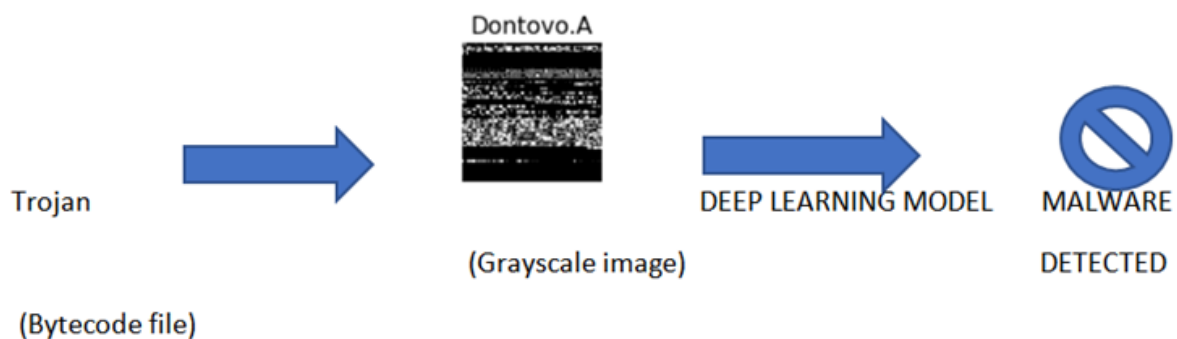 Dontovo.A
Trojan
DEEP LEARNING MODEL
MALWARE
DETECTED
(Grayscale image)
(Bytecode file)